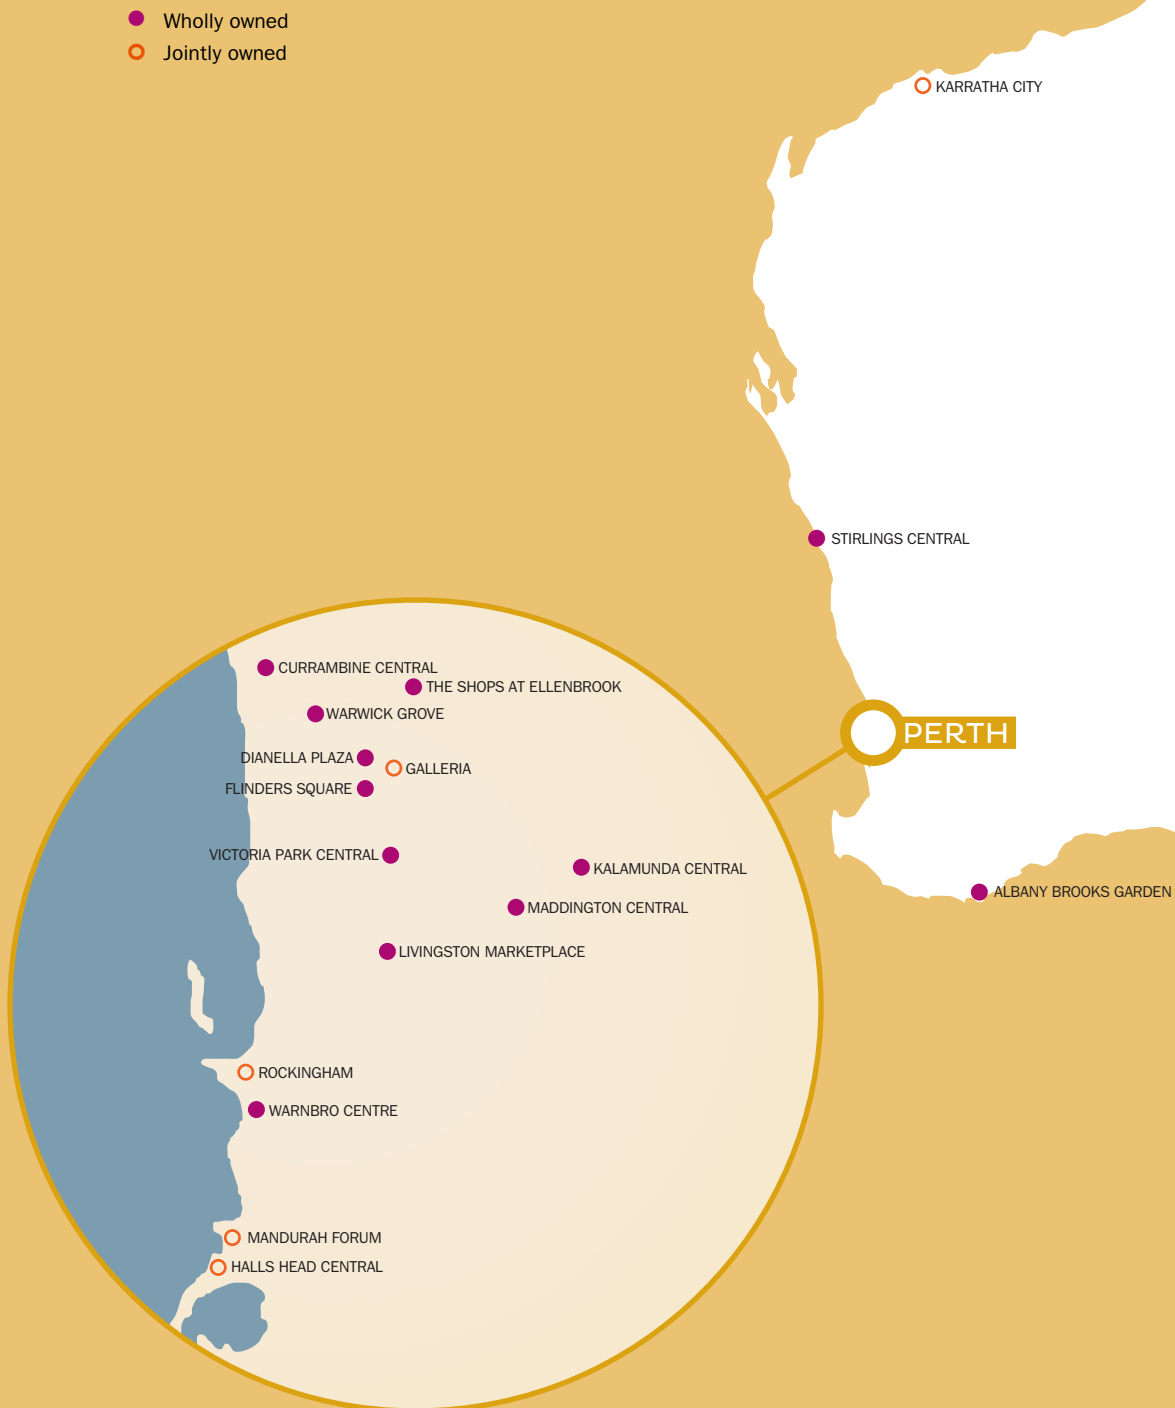 Wholly owned
Jointly owned
KARRATHA CITY
STIRLINGS CENTRAL
CURRAMBINE CENTRAL
THE SHOPS AT ELLENBROOK
WARWICK GROVE
PERTH
DIANELLA PLAZA
GALLERIA
FLINDERS SQUARE
VICTORIA PARK CENTRAL
KALAMUNDA CENTRAL
ALBANY BROOKS GARDEN
MADDINGTON CENTRAL
LIVINGSTON MARKETPLACE
ROCKINGHAM
WARNBRO CENTRE
MANDURAH FORUM
HALLS HEAD CENTRAL